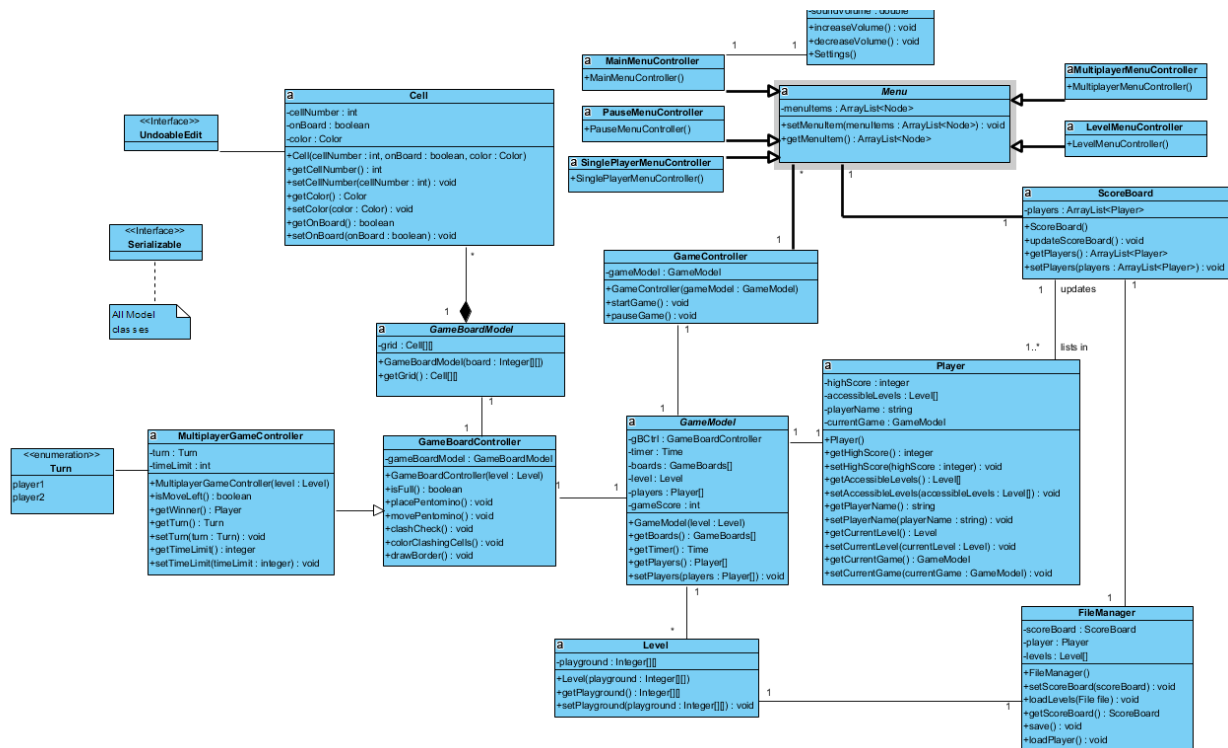 -soundVolume : double
+increaseVolume() : void
+decreaseVolume() : void
+Settings()
1
1
a
MainMenuController
+MainMenuController()
a
PauseMenuController
+PauseMenuController()
a
SinglePlayerMenuController
+SinglePlayerMenuController()
a
Menu
-menuItems : ArrayList<Node>
+setMenuItem(menuItems : ArrayList<Node>) : void
+getMenuItem() : ArrayList<Node>
a
MultiplayerMenuController
+MultiplayerMenuController()
a
LevelMenuController
+LevelMenuController()
*
1
1
1
a
Cell
-cellNumber : int
-onBoard : boolean
-color : Color
+Cell(cellNumber : int, onBoard : boolean, color : Color)
+getCellNumber() : int
+setCellNumber(cellNumber : int) : void
+getColor() : Color
+setColor(color : Color) : void
+getOnBoard() : boolean
+setOnBoard(onBoard : boolean) : void
<<Interface>>
UndoableEdit
<<Interface>>
Serializable
All Model
classes
*
1
a
GameBoardModel
-grid : Cell[][]
+GameBoardModel(board : Integer[][])
+getGrid() : Cell[][]
1
1
GameController
-gameModel : GameModel
+GameController(gameModel : GameModel)
+startGame() : void
+pauseGame() : void
1
1
a
ScoreBoard
-players : ArrayList<Player>
+ScoreBoard()
+updateScoreBoard() : void
+getPlayers() : ArrayList<Player>
+setPlayers(players : ArrayList<Player>) : void
1
updates
1
1..*
lists in
a
Player
-highScore : integer
-accessibleLevels : Level[]
-playerName : string
-currentGame : GameModel
+Player()
+getHighScore() : integer
+setHighScore(highScore : integer) : void
+getAccessibleLevels() : Level[]
+setAccessibleLevels(accessibleLevels : Level[]) : void
+getPlayerName() : string
+setPlayerName(playerName : string) : void
+getCurrentLevel() : Level
+setCurrentLevel(currentLevel : Level) : void
+getCurrentGame() : GameModel
+setCurrentGame(currentGame : GameModel) : void
a
GameModel
-gBCtrl : GameBoardController
-timer : Time
-boards : GameBoards[]
-level : Level
-players : Player[]
-gameScore : int
+GameModel(level : Level)
+getBoards() : GameBoards[]
+getTimer() : Time
+getPlayers() : Player[]
+setPlayers(players : Player[]) : void
1
1
1
1
GameBoardController
-gameBoardModel : GameBoardModel
+GameBoardController(level : Level)
+isFull() : boolean
+placePentomino() : void
+movePentomino() : void
+clashCheck() : void
+colorClashingCells() : void
+drawBorder() : void
a
MultiplayerGameController
-turn : Turn
-timeLimit : int
+MultiplayerGameController(level : Level)
+isMoveLeft() : boolean
+getWinner() : Player
+getTurn() : Turn
+setTurn(turn : Turn) : void
+getTimeLimit() : integer
+setTimeLimit(timeLimit : integer) : void
<<enumeration>>
Turn
player1
player2
1
*
a
Level
-playground : Integer[][]
+Level(playground : Integer[][])
+getPlayground() : Integer[][]
+setPlayground(playground : Integer[][]) : void
1
1
1
FileManager
-scoreBoard : ScoreBoard
-player : Player
-levels : Level[]
+FileManager()
+setScoreBoard(scoreBoard) : void
+loadLevels(File file) : void
+getScoreBoard() : ScoreBoard
+save() : void
+loadPlayer() : void